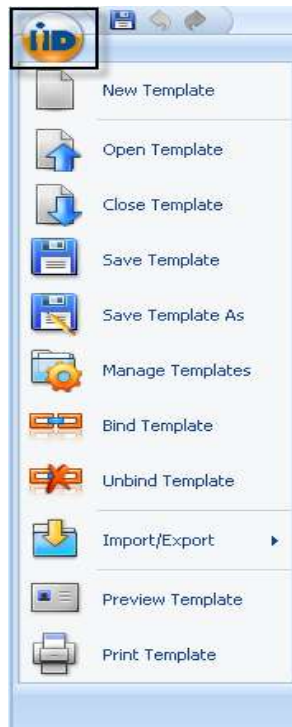 iiD
New Template
Open Template
Close Template
Save Template
Save Template As
Manage Templates
Bind Template
Unbind Template
Import/Export
Preview Template
Print Template